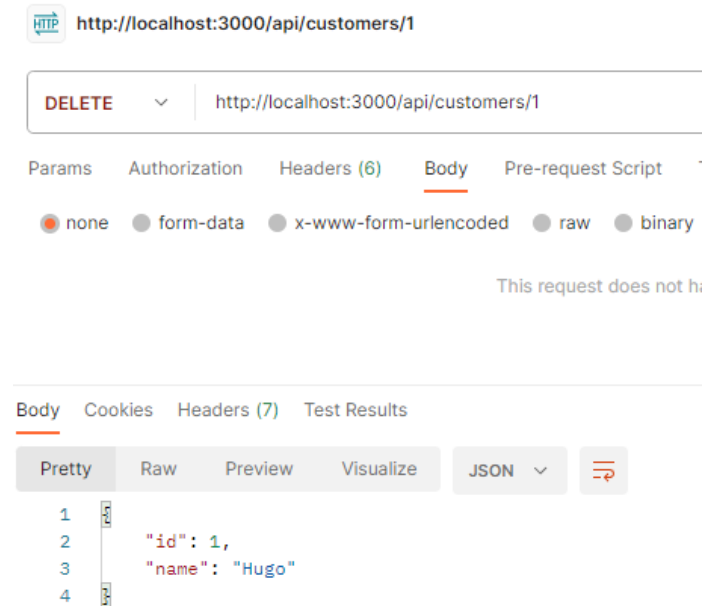 HTTP http://localhost:3000/api/customers/1
DELETE http://localhost:3000/api/customers/1
Params Authorization Headers (6) Body Pre-request Script
none form-data x-www-form-urlencoded raw binary
This request does not
Body Cookies Headers (7) Test Results
Pretty Raw Preview Visualize JSON
1 {
2 "id": 1,
3 "name": "Hugo"
4 }